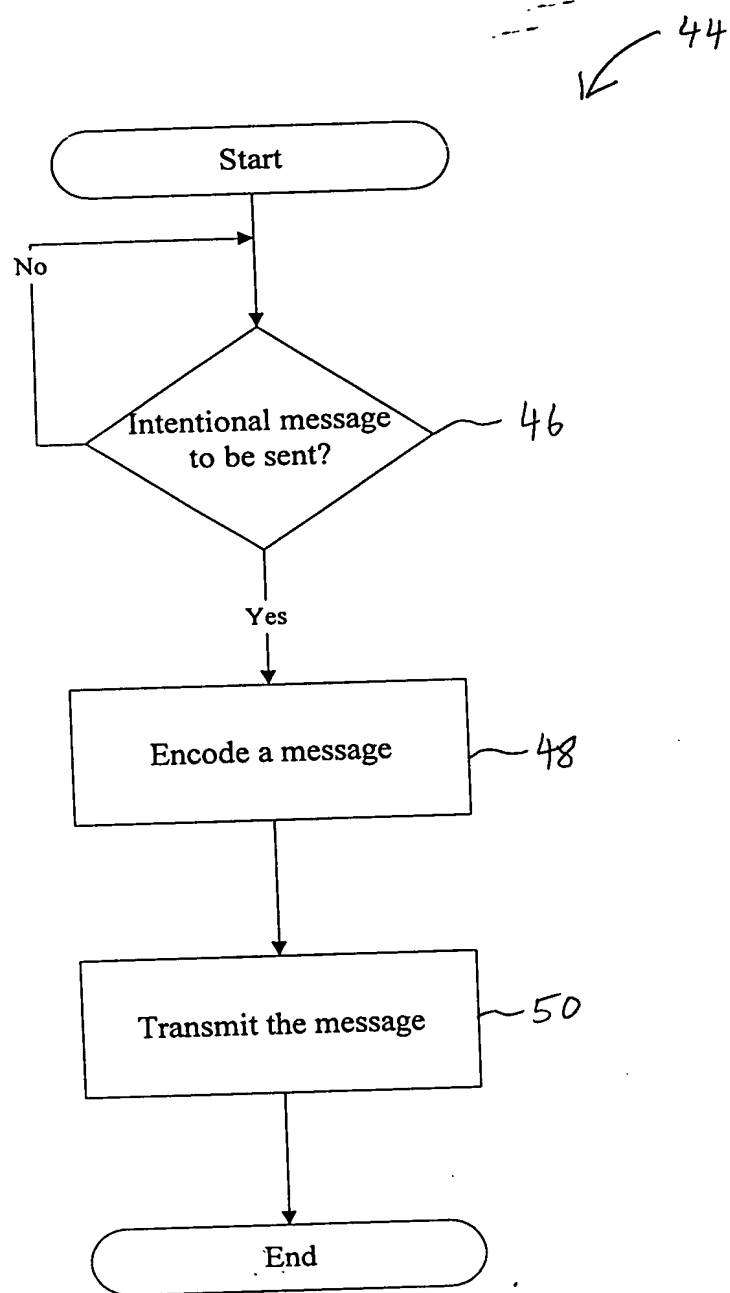 44
Start
No
Intentional message
to be sent?
46
Yes
Encode a message
48
Transmit the message
50
End